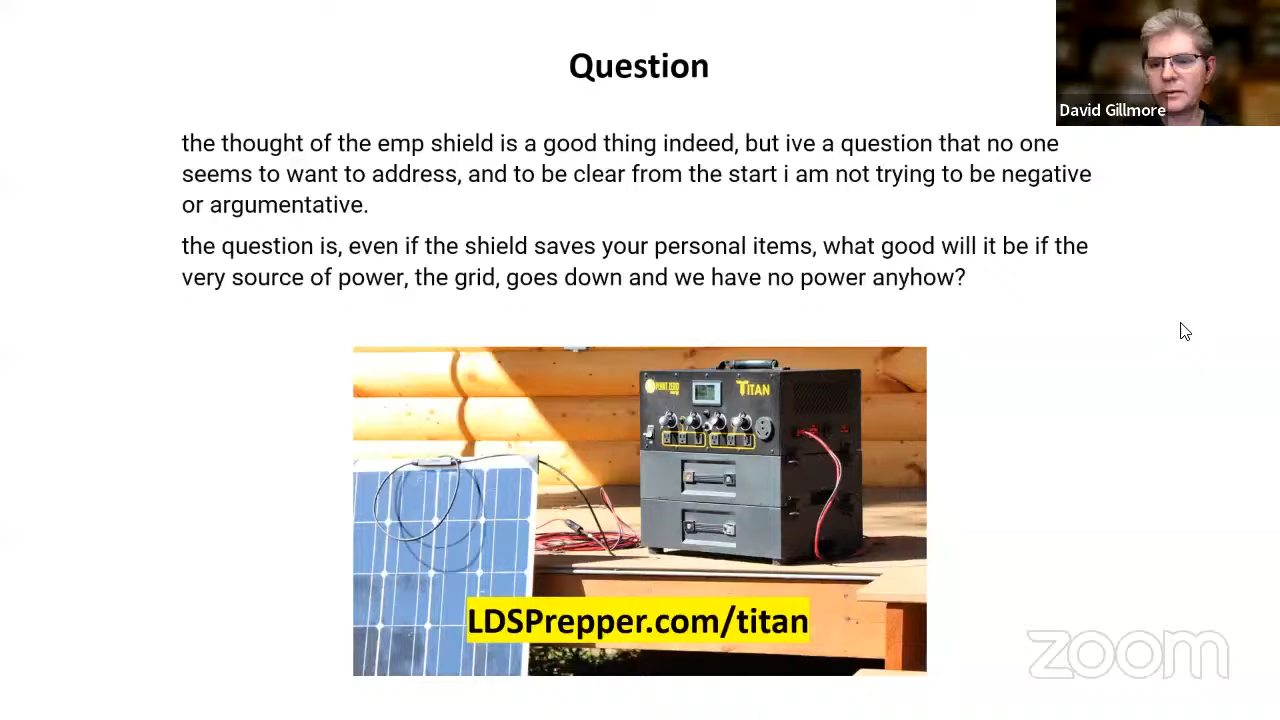 Question
David Gillmore
the thought of the emp shield is a good thing indeed, but ive a question that no one
seems to want to address, and to be clear from the start i am not trying to be negative
or argumentative.
the question is, even if the shield saves your personal items, what good will it be if the
very source of power, the grid, goes down and we have no power anyhow?
TITAN
LDSPrepper.com/titan
zoom